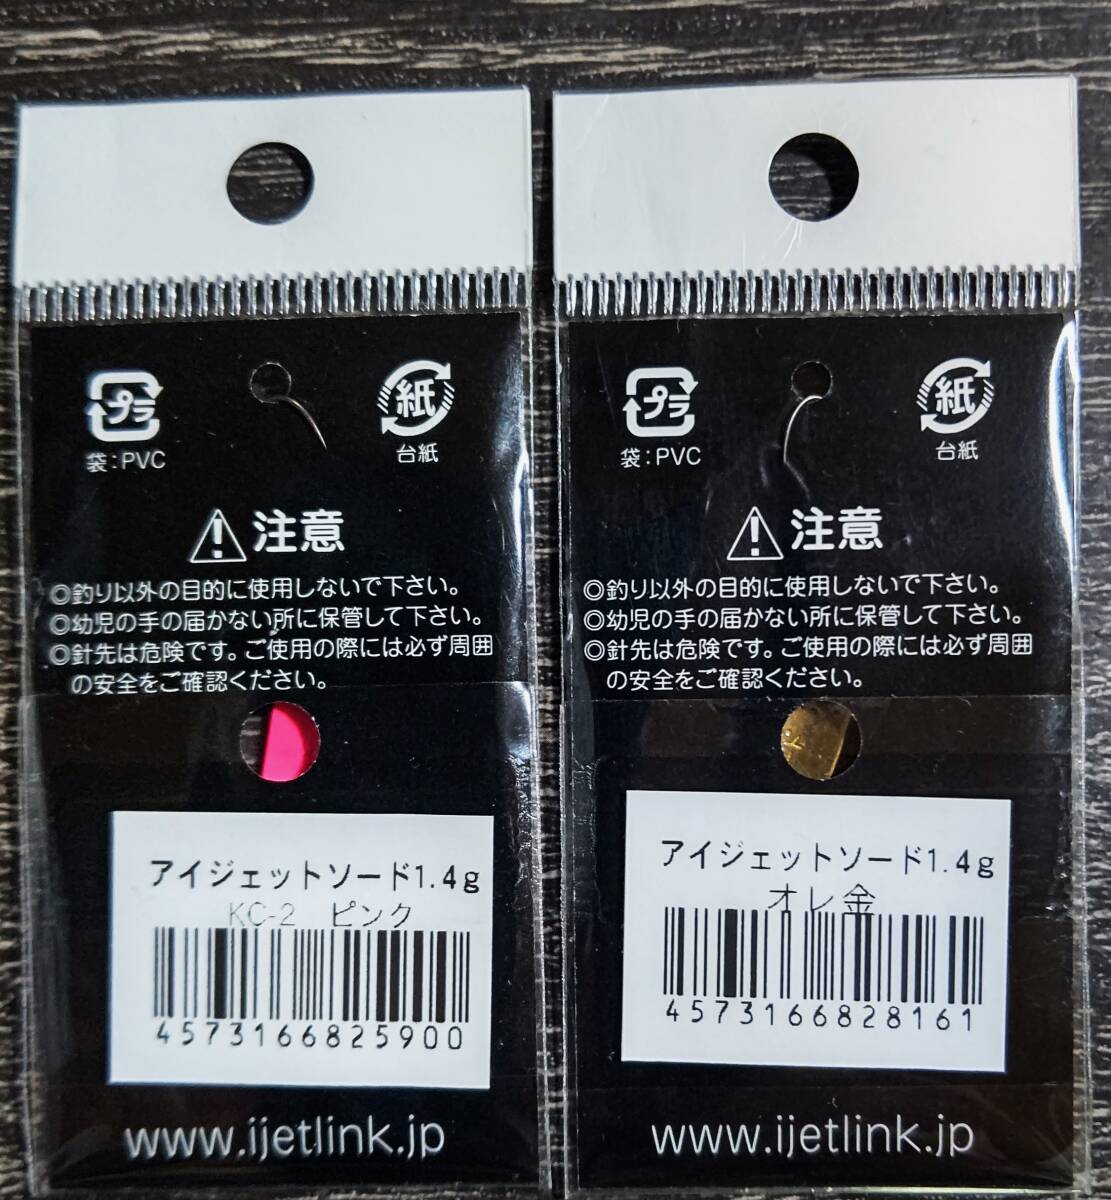 プラ
袋:PVC
紙
台紙
注意
◎釣り以外の目的に使用しないで下さい。
◎幼児の手の届かない所に保管して下さい。
◎針先は危険です。ご使用の際には必ず周囲
の安全をご確認ください。
アイジェットソード1.4g
KC-2 ピンク
4573166825900
www.ijetlink.jp
プラ
袋:PVC
紙
台紙
注意
◎釣り以外の目的に使用しないで下さい。
◎幼児の手の届かない所に保管して下さい。
◎針先は危険です。ご使用の際には必ず周囲
の安全をご確認ください。
アイジェットソード1.4g
オレ金
4573166828161
www.ijetlink.jp